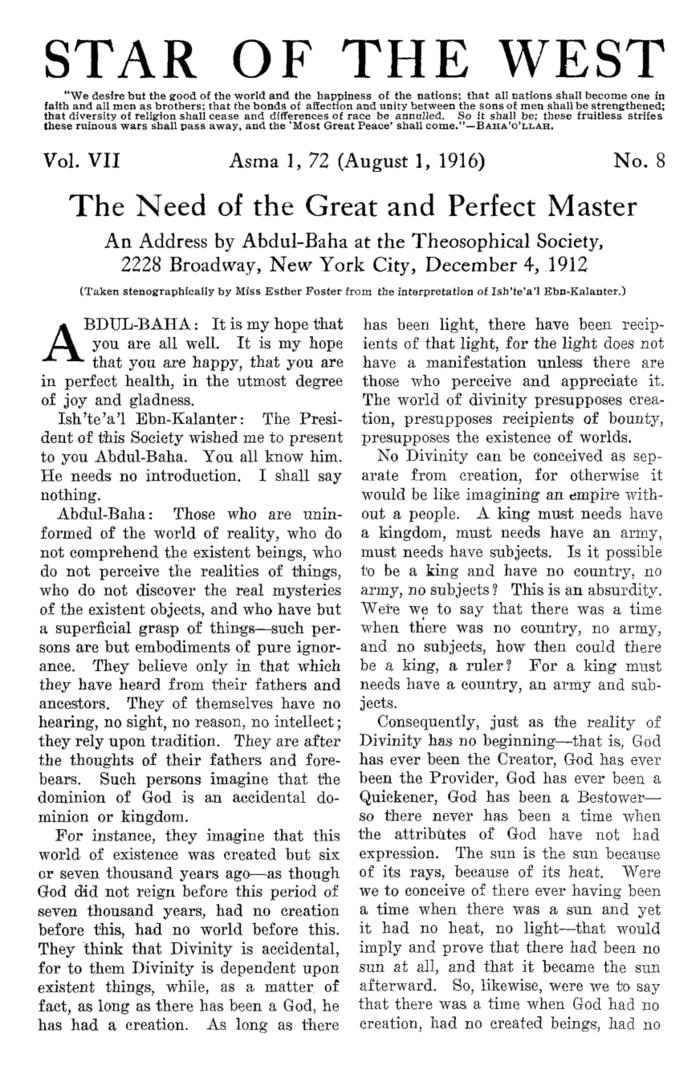 STAR OF THE WEST
"We desire but the good of the world and the happiness of the nations; that all nations shall become one in
faith and all men as brothers; that the bonds of affection and unity between the sons of men shall be strengthened;
that diversity of religion shall cease and differences of race be annulled. So it shall be; these fruitless strifes
these ruinous wars shall pass away, and the 'Most Great Peace' shall come."—BAHA'O'LLAH.
Vol. VII Asma 1, 72 (August 1, 1916) No. 8
The Need of the Great and Perfect Master
An Address by Abdul-Baha at the Theosophical Society,
2228 Broadway, New York City, December 4, 1912
(Taken stenographically by Miss Esther Foster from the interpretation of Ish'te'a'l Ebn-Kalanter.)
ABDUL-BAHA: It is my hope that
you are all well. It is my hope
that you are happy, that you are
in perfect health, in the utmost degree
of joy and gladness.
Ish'te'a'l Ebn-Kalanter: The Presi-
dent of this Society wished me to present
to you Abdul-Baha. You all know him.
He needs no introduction. I shall say
nothing.
Abdul-Baha: Those who are unin-
formed of the world of reality, who do
not comprehend the existent beings, who
do not perceive the realities of things,
who do not discover the real mysteries
of the existent objects, and who have but
a superficial grasp of things—such per-
sons are but embodiments of pure ignor-
ance. They believe only in that which
they have heard from their fathers and
ancestors. They of themselves have no
hearing, no sight, no reason, no intellect;
they rely upon tradition. They are after
the thoughts of their fathers and fore-
bears. Such persons imagine that the
dominion of God is an accidental do-
minion or kingdom.
For instance, they imagine that this
world of existence was created but six
or seven thousand years ago—as though
God did not reign before this period of
seven thousand years, had no creation
before this, had no world before this.
They think that Divinity is accidental,
for to them Divinity is dependent upon
existent things, while, as a matter of
fact, as long as there has been a God, he
has had a creation. As long as there
has been light, there have been recip-
ients of that light, for the light does not
have a manifestation unless there are
those who perceive and appreciate it.
The world of divinity presupposes crea-
tion, presupposes recipients of bounty,
presupposes the existence of worlds.
No Divinity can be conceived as sep-
arate from creation, for otherwise it
would be like imagining an empire with-
out a people. A king must needs have
a kingdom, must needs have an army,
must needs have subjects. Is it possible
to be a king and have no country, no
army, no subjects? This is an absurdity.
Were we to say that there was a time
when there was no country, no army,
and no subjects, how then could there
be a king, a ruler? For a king must
needs have a country, an army and sub-
jects.
Consequently, just as the reality of
Divinity has no beginning—that is, God
has ever been the Creator, God has ever
been the Provider, God has ever been a
Quickener, God has been a Bestower—
so there never has been a time when
the attributes of God have not had
expression. The sun is the sun because
of its rays, because of its heat. Were
we to conceive of there ever having been
a time when there was a sun and yet
it had no heat, no light—that would
imply and prove that there had been no
sun at all, and that it became the sun
afterward. So, likewise, were we to say
that there was a time when God had no
creation, had no created beings, had no